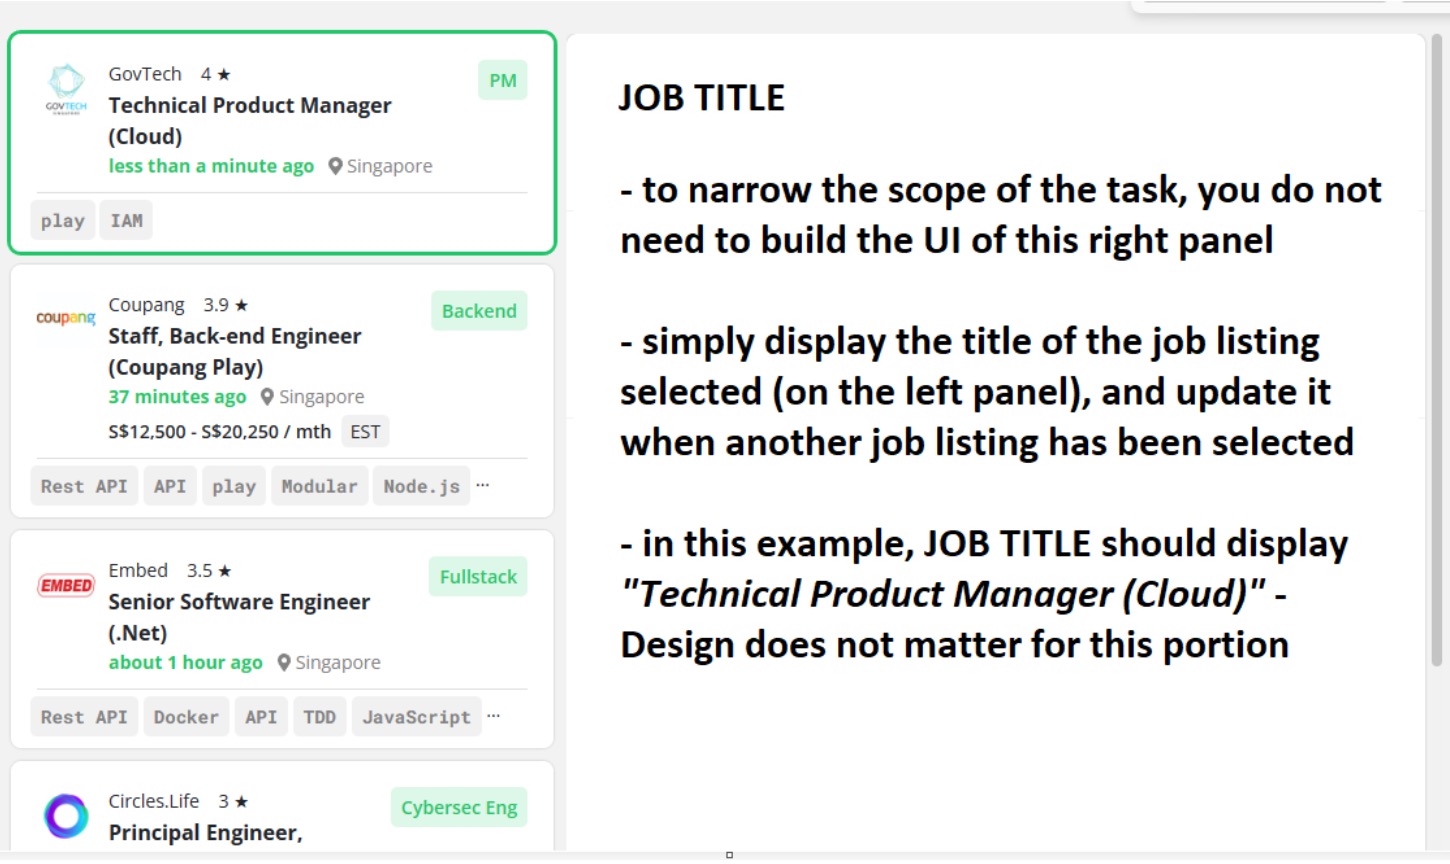 GovTech 4 ★
PM
GOVTECH
Technical Product Manager
(Cloud)
less than a minute ago Singapore
play IAM
coupang
Coupang 3.9 ★
Backend
Staff, Back-end Engineer
(Coupang Play)
37 minutes ago Singapore
S$12,500 - S$20,250 / mth EST
Rest API API play Modular Node.js ...
EMBED
Embed 3.5 ★
Fullstack
Senior Software Engineer
(.Net)
about 1 hour ago Singapore
Rest API Docker API TDD JavaScript ...
Circles.Life 3 ★
Cybersec Eng
Principal Engineer,
JOB TITLE
- to narrow the scope of the task, you do not
need to build the UI of this right panel
- simply display the title of the job listing
selected (on the left panel), and update it
when another job listing has been selected
- in this example, JOB TITLE should display
"Technical Product Manager (Cloud)" -
Design does not matter for this portion